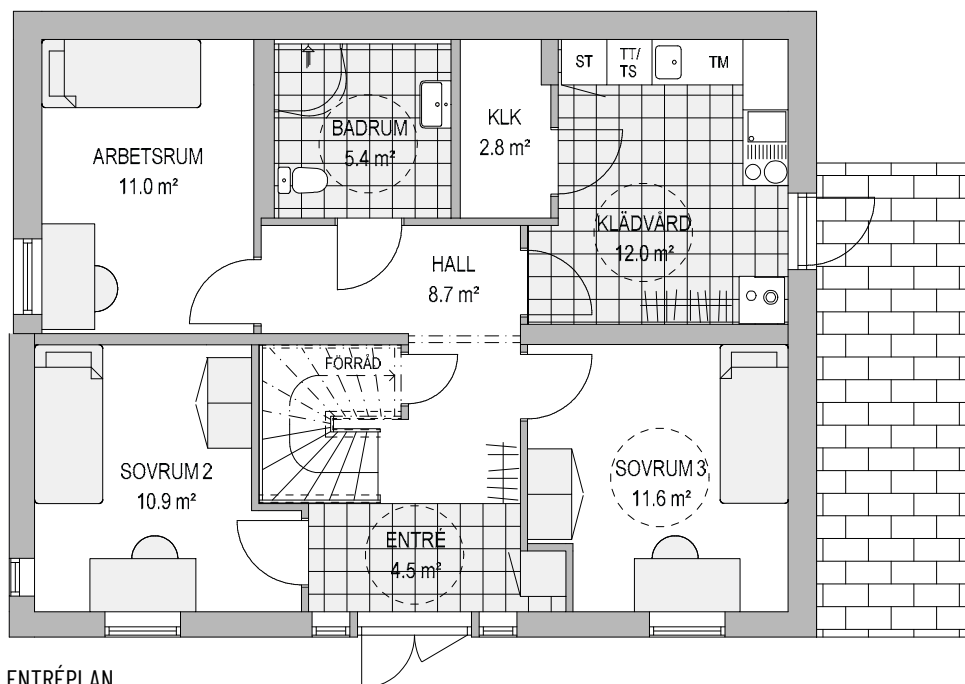 ST
TT/
TS
TM
BADRUM
5.4 m²
KLK
2.8 m²
ARBETSRUM
11.0 m²
KLÄDVÅRD
12.0 m²
HALL
8.7 m²
FÖRRÅD
SOVRUM 2
10.9 m²
SOVRUM 3
11.6 m²
ENTRÉ
4.5 m²
ENTRÉPLAN